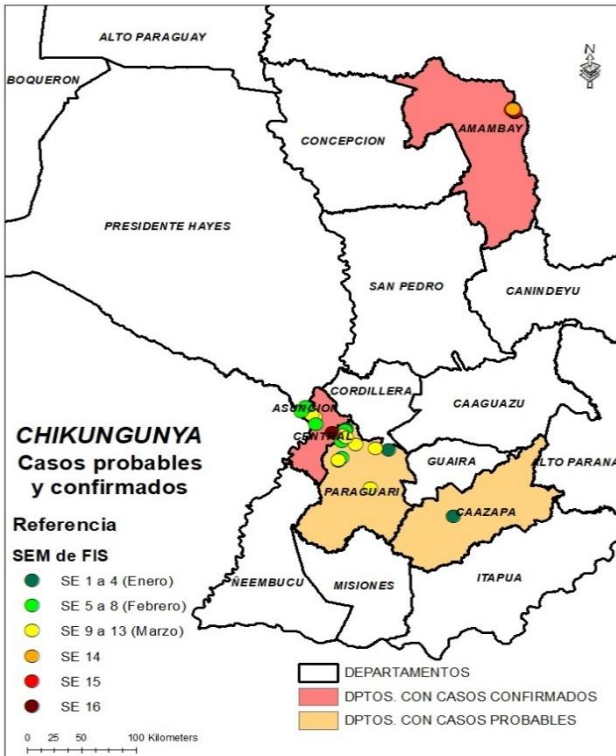 ALTO PARAGUAY
BOQUERON
N
AMAMBAY
CONCEPCION
PRESIDENTE HAYES
SAN PEDRO
CANINDEYU
CORDILLERA
ASUNCION
CAAGUAZU
CENTRAL
GUAIRA
ALTO PARANA
PARAGUARI
CAAZAPA
ÑEEMBUCU
MISIONES
ITAPUA
CHIKUNGUNYA
Casos probables
y confirmados
Referencia
SEM de FIS
SE 1 a 4 (Enero)
SE 5 a 8 (Febrero)
SE 9 a 13 (Marzo)
SE 14
SE 15
SE 16
0 25 50 100 Kilometers
DEPARTAMENTOS
DPTOS. CON CASOS CONFIRMADOS
DPTOS. CON CASOS PROBABLES